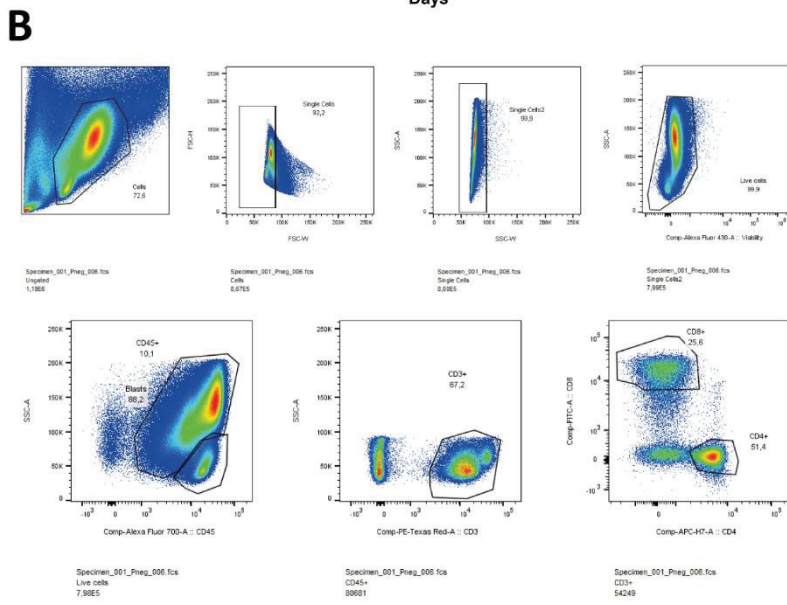 Days
B
Cells
72,6
Specimen_001_Pneg_006.fcs
Ungated
1,18E6
250K
200K
150K
100K
50K
0
FSC-H
Single Cells
92,2
0 50K 100K 150K 200K 250K
FSC-W
Specimen_001_Pneg_006.fcs
Cells
8,67E5
250K
200K
150K
100K
50K
0
SSC-A
Single Cells2
99,9
0 50K 100K 150K 200K 250K
SSC-W
Specimen_001_Pneg_006.fcs
Single Cells
8,00E5
250K
200K
150K
100K
50K
0
SSC-A
Live cells
99,9
-10³ 0 10³ 10⁴ 10⁵
Comp-Alexa Fluor 430-A :: Viability
Specimen_001_Pneg_006.fcs
Single Cells2
7,99E5
250K
200K
150K
100K
50K
0
SSC-A
CD45+
10,1
Blasts
88,2
-10³ 0 10³ 10⁴ 10⁵
Comp-Alexa Fluor 700-A :: CD45
Specimen_001_Pneg_006.fcs
Live cells
7,98E5
250K
200K
150K
100K
50K
0
SSC-A
CD3+
67,2
-10³ 0 10³ 10⁴ 10⁵
Comp-PE-Texas Red-A :: CD3
Specimen_001_Pneg_006.fcs
CD45+
80681
10⁵
10⁴
10³
0
-10³
Comp-FITC-A :: CD8
CD8+
25,6
CD4+
51,4
-10³ 0 10³ 10⁴ 10⁵
Comp-APC-H7-A :: CD4
Specimen_001_Pneg_006.fcs
CD3+
54249